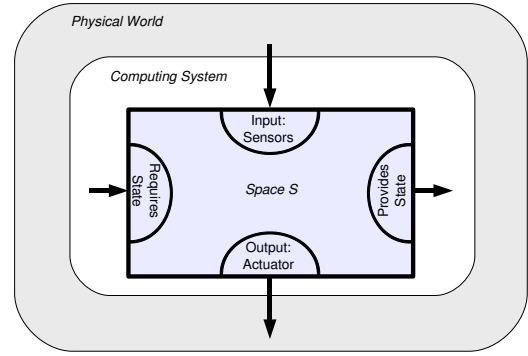 Physical World
Computing System
Input:
Sensors
Requires
State
Space S
Provides
State
Output:
Actuator